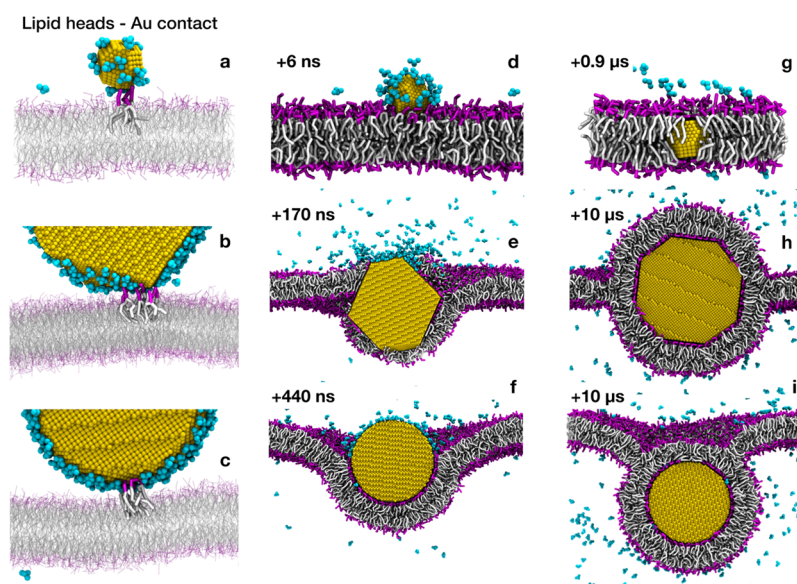 Lipid heads - Au contact
a
+6 ns
d
+0.9 µs
g
b
+170 ns
e
+10 µs
h
c
+440 ns
f
+10 µs
i